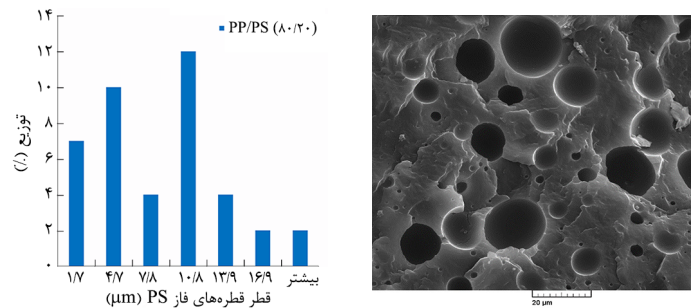 PP/PS (۸۰/۲۰)
توزیع (٪)
۱۴
۱۲
۱۰
۸
۶
۴
۲
۰
۱/۷ ۴/۷ ۷/۸ ۱۰/۸ ۱۳/۹ ۱۶/۹ بیشتر
قطر قطره‌های فاز PS (µm)
20 µm